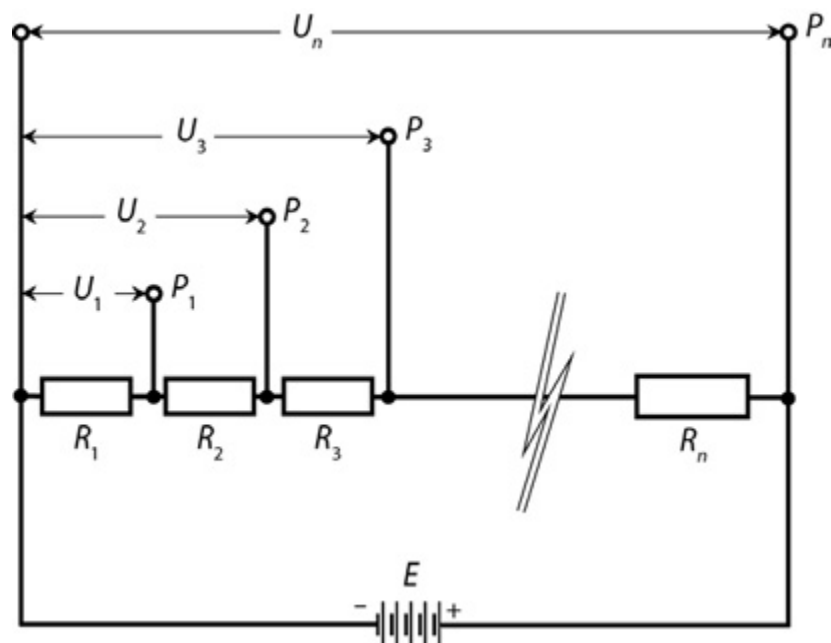 Uₙ Pₙ
U₃ P₃
U₂ P₂
U₁ P₁
R₁ R₂ R₃ Rₙ
E
− +